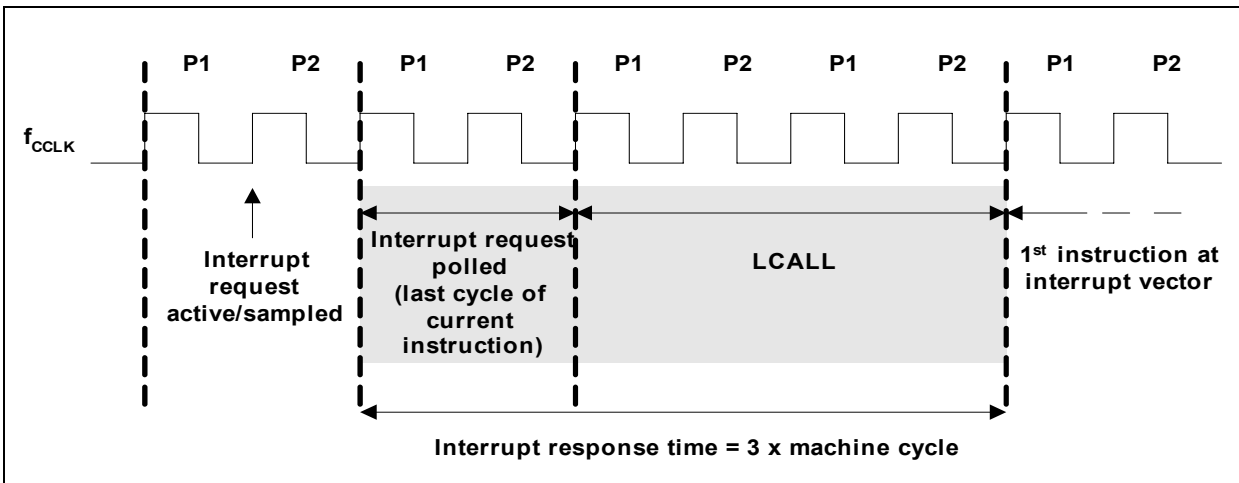 P1 P2 P1 P2 P1 P2 P1 P2 P1 P2
fCCLK
Interrupt
request
active/sampled
Interrupt request
polled
(last cycle of
current
instruction)
LCALL
1st instruction at
interrupt vector
Interrupt response time = 3 x machine cycle